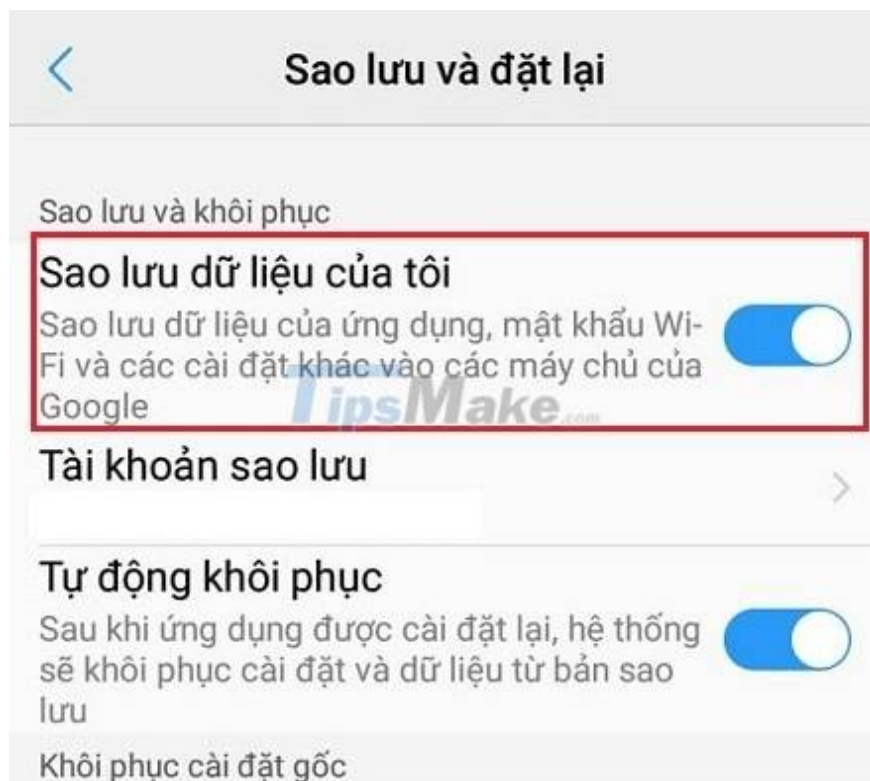 Sao lưu và đặt lại
Sao lưu và khôi phục
Sao lưu dữ liệu của tôi
Sao lưu dữ liệu của ứng dụng, mật khẩu Wi-
Fi và các cài đặt khác vào các máy chủ của
Google
TipsMake.com
Tài khoản sao lưu
Tự động khôi phục
Sau khi ứng dụng được cài đặt lại, hệ thống
sẽ khôi phục cài đặt và dữ liệu từ bản sao
lưu
Khôi phục cài đặt gốc